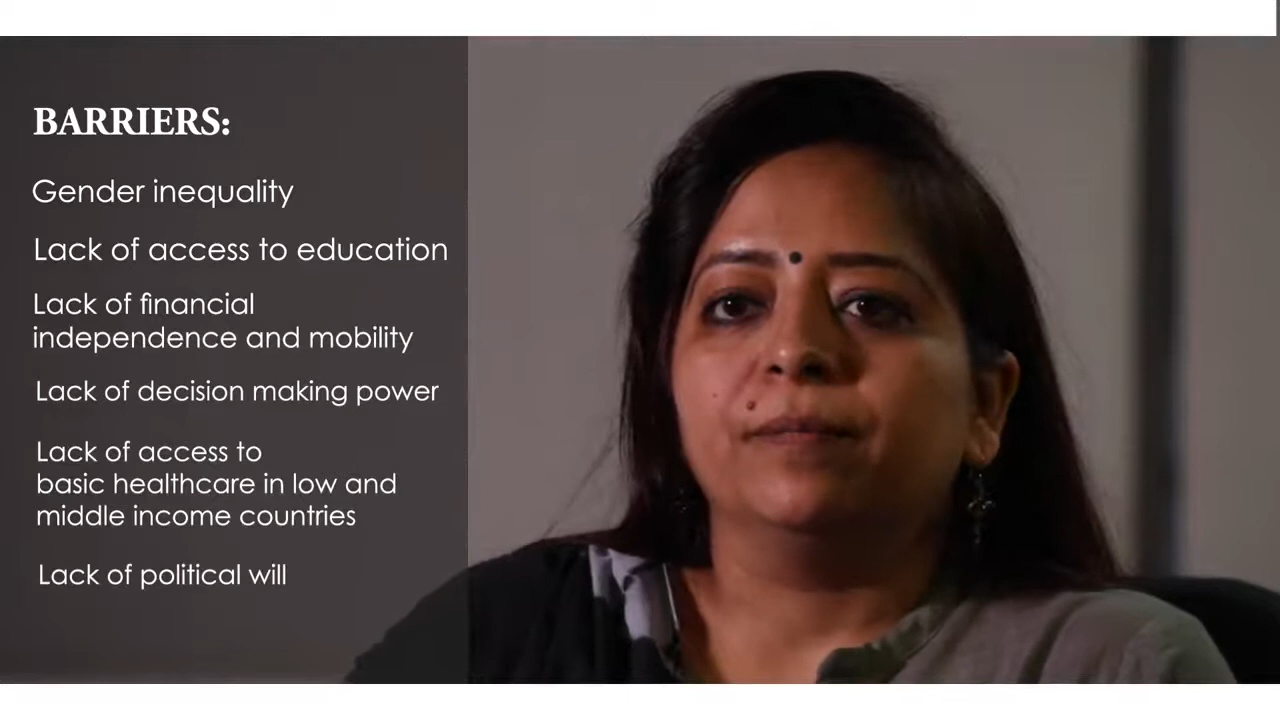 BARRIERS:
Gender inequality
Lack of access to education
Lack of financial
independence and mobility
Lack of decision making power
Lack of access to
basic healthcare in low and
middle income countries
Lack of political will